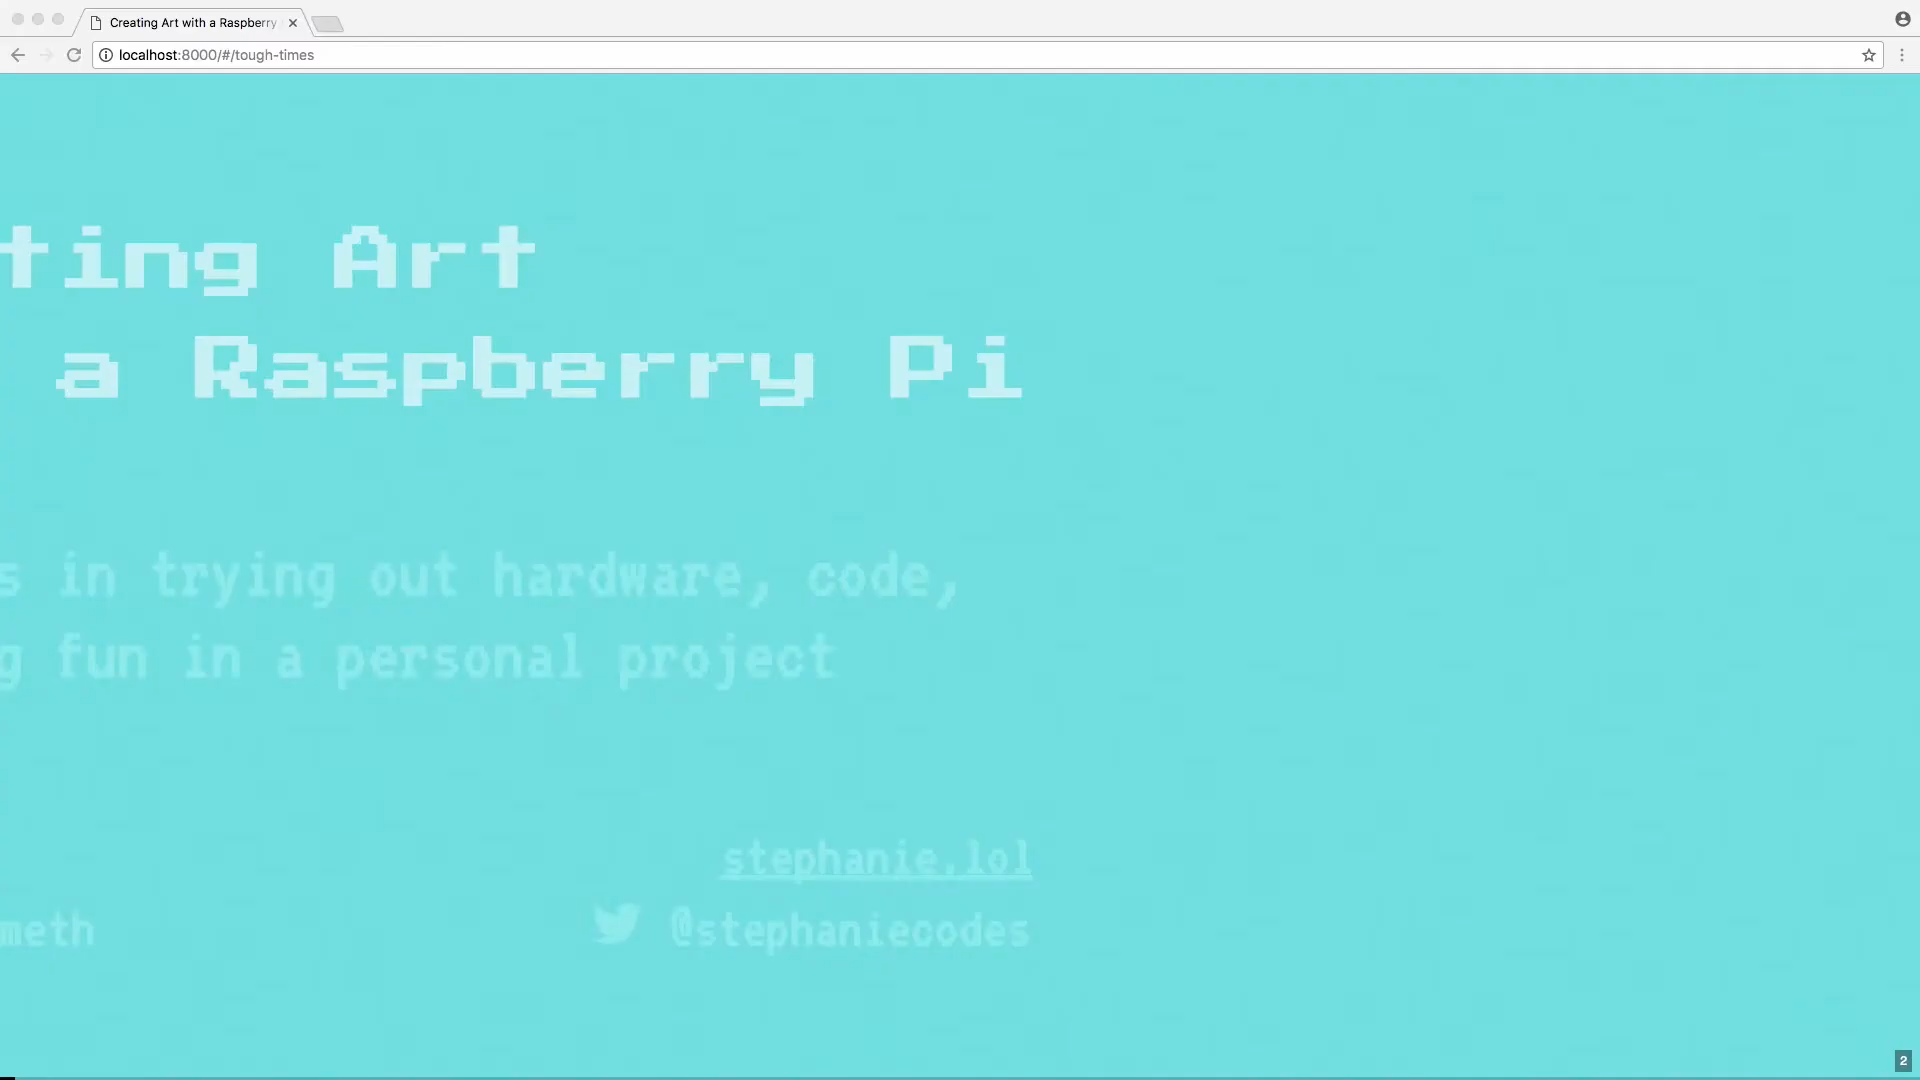 Creating Art with a Raspberry
localhost:8000/#/tough-times
ting Art
a Raspberry Pi
s in trying out hardware, code,
g fun in a personal project
stephanie.lol
meth
@stephaniecodes
2